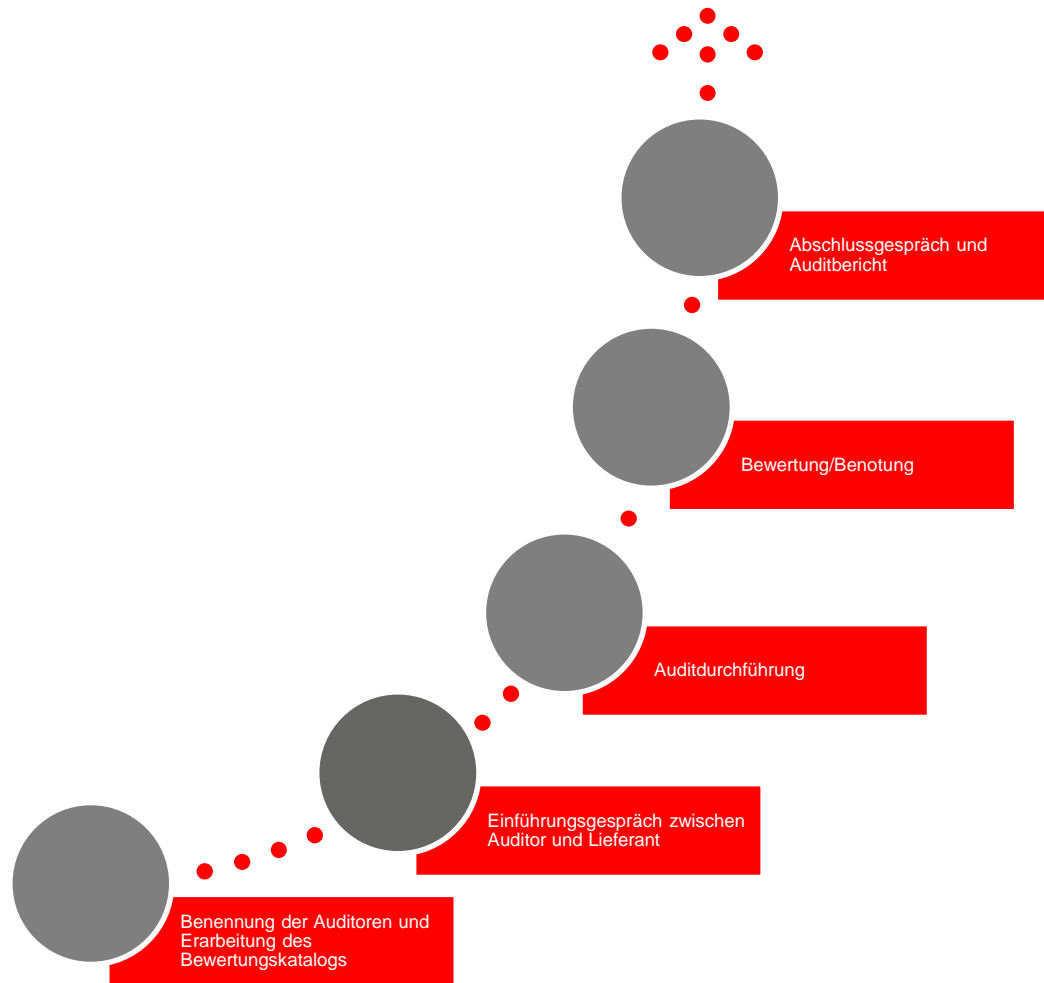 Abschlussgespräch und
Auditbericht
Bewertung/Benotung
Auditdurchführung
Einführungsgespräch zwischen
Auditor und Lieferant
Benennung der Auditoren und
Erarbeitung des
Bewertungskatalogs